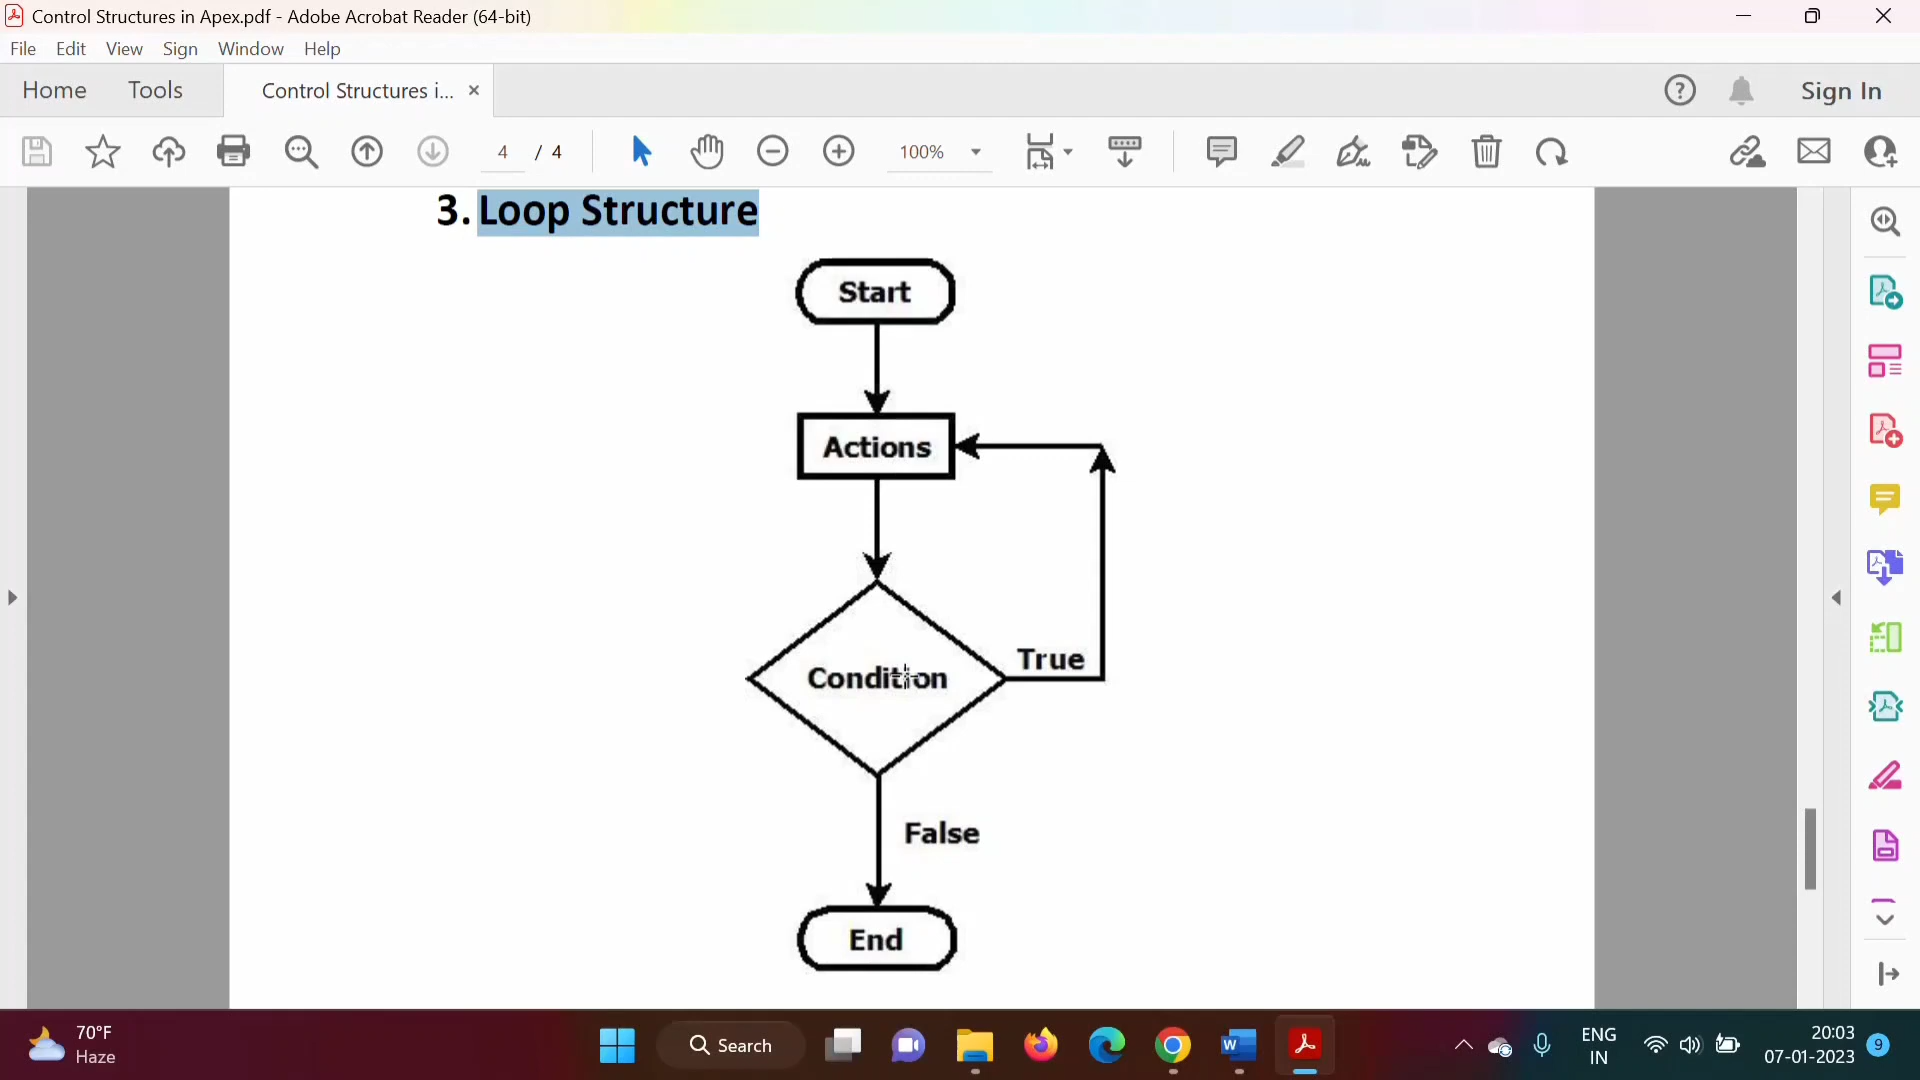 Control Structures in Apex.pdf - Adobe Acrobat Reader (64-bit)
File Edit View Sign Window Help
Home Tools Control Structures i... Sign In
4 / 4 100%
3. Loop Structure
Start
Actions
Condition
True
False
End
70°F
Haze
Search
ENG
IN
20:03
07-01-2023
9